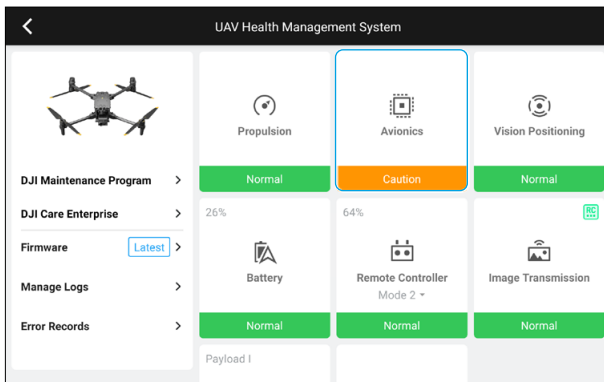 UAV Health Management System
DJI Maintenance Program
DJI Care Enterprise
Firmware Latest
Manage Logs
Error Records
Propulsion
Normal
Avionics
Caution
Vision Positioning
Normal
26%
Battery
Normal
64%
Remote Controller
Mode 2
Normal
RC
Image Transmission
Normal
Payload I